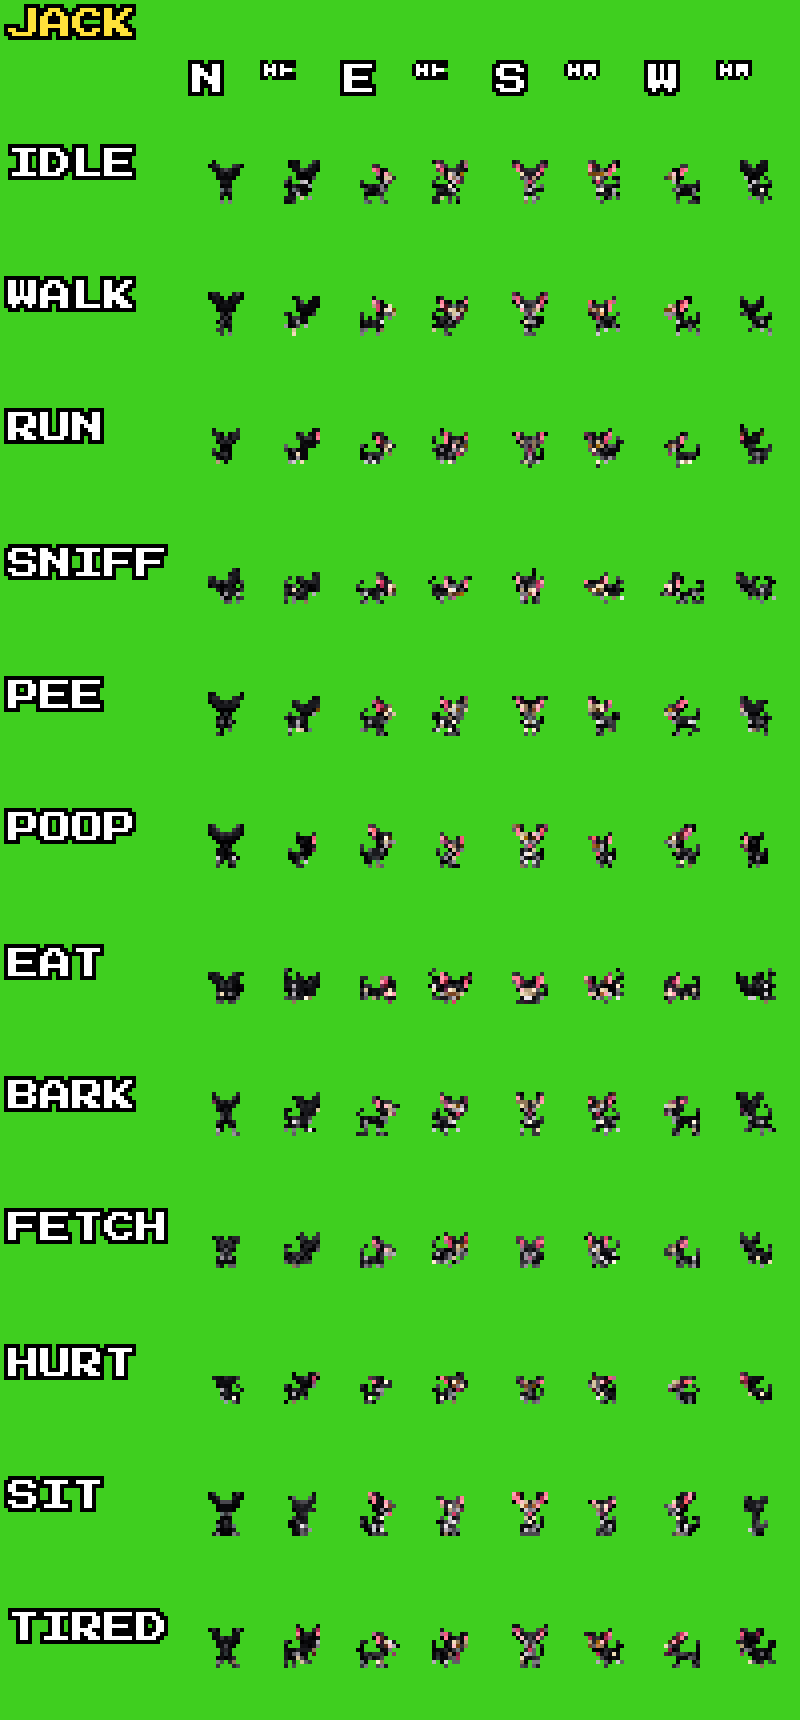 JACK
N E S W
IDLE
WALK
RUN
SNIFF
PEE
POOP
EAT
BARK
FETCH
HURT
SIT
TIRED